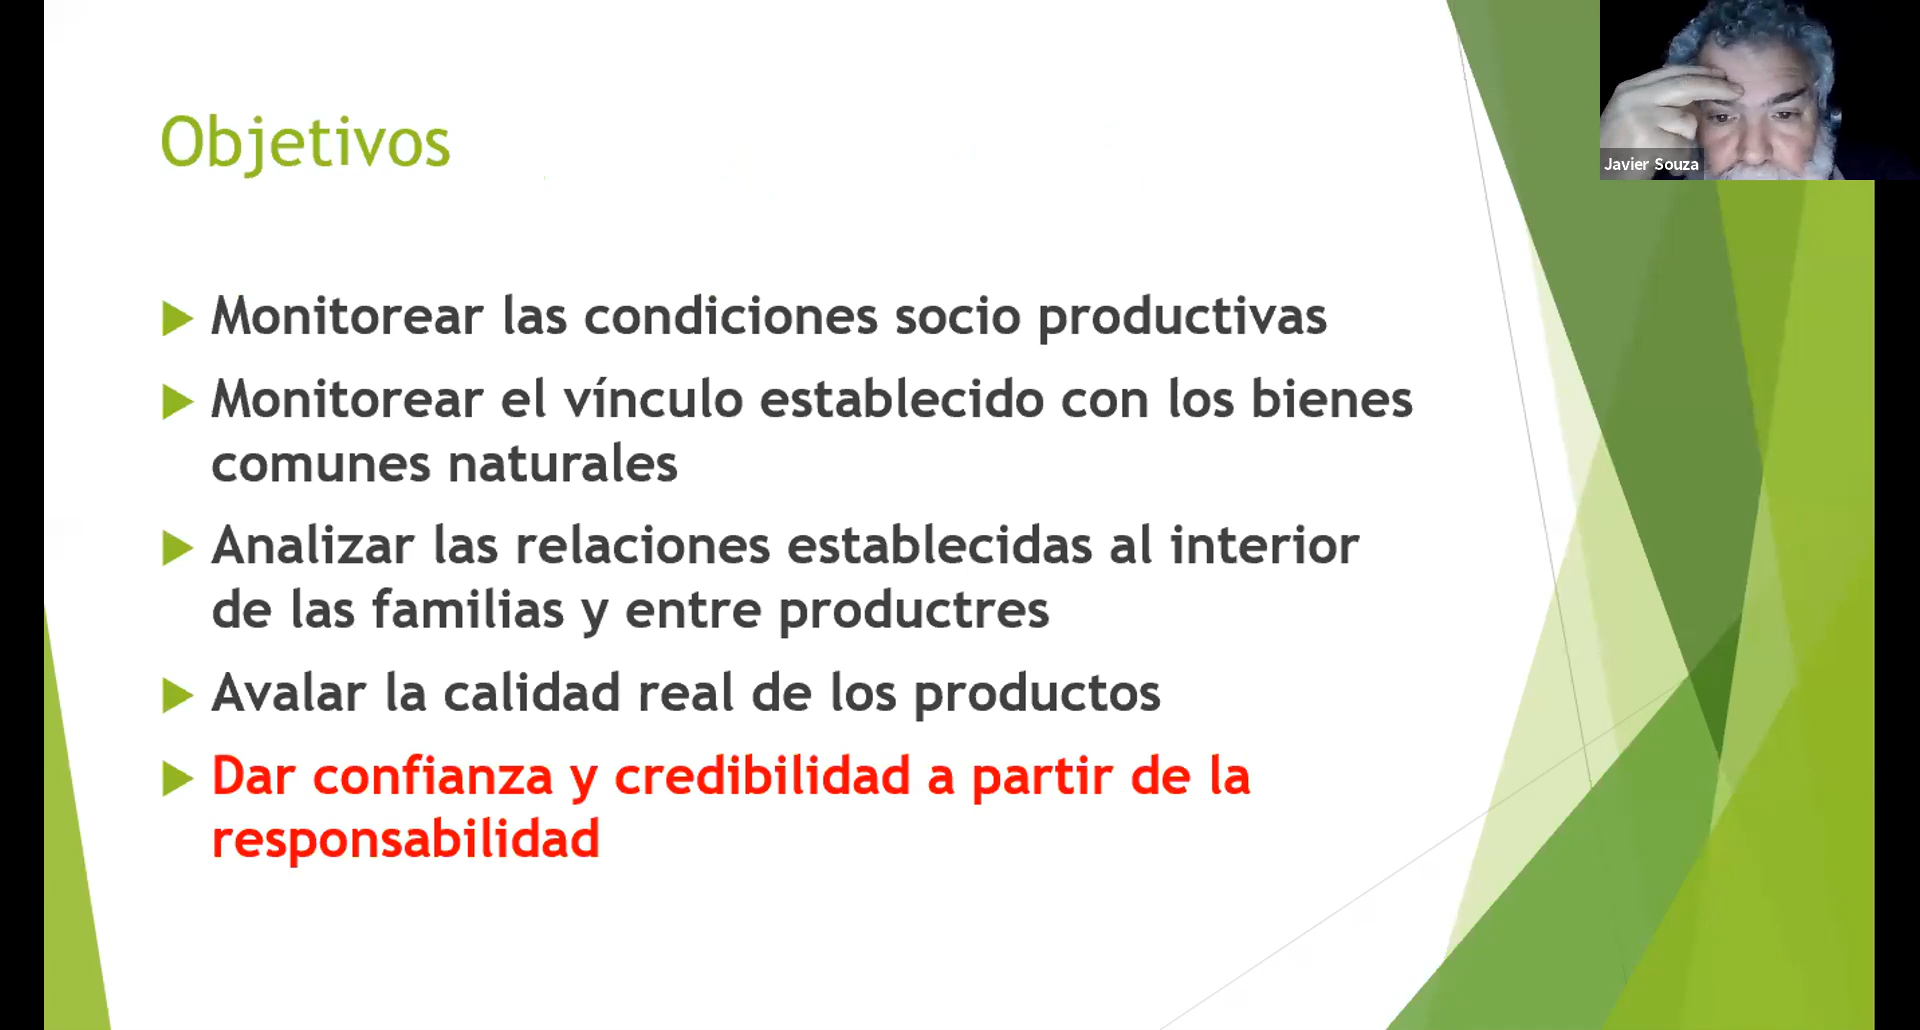 Objetivos
Javier Souza
Monitorear las condiciones socio productivas
Monitorear el vínculo establecido con los bienes
comunes naturales
Analizar las relaciones establecidas al interior
de las familias y entre productres
Avalar la calidad real de los productos
Dar confianza y credibilidad a partir de la
responsabilidad